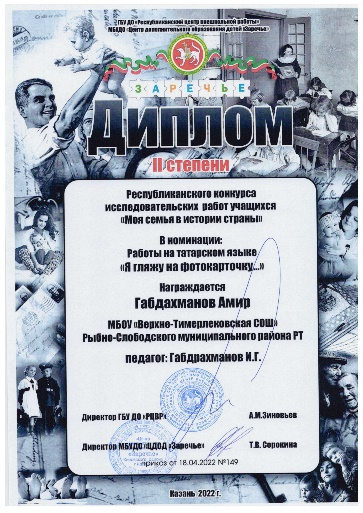 ГБУ ДО «Республиканский центр внешкольной работы»
МБУДО «Центр дополнительного образования детей «Заречье»
ЗАРЕЧЬЕ
ДИПЛОМ
II степени
Республиканского конкурса
исследовательских работ учащихся
«Моя семья в истории страны»
В номинации:
Работы на татарском языке
«Я гляжу на фотокарточку...»
Награждается
Габдахманов Амир
МБОУ «Верхне-Тимерлековская СОШ»
Рыбно-Слободского муниципального района РТ
педагог: Габдрахманов И.Г.
Директор ГБУ ДО «РЦВР»
А.М.Зиновьев
Директор МБУДО «ЦДОД «Заречье»
Т.В. Сорокина
приказ от 18.04.2022 №149
Казань 2022 г.